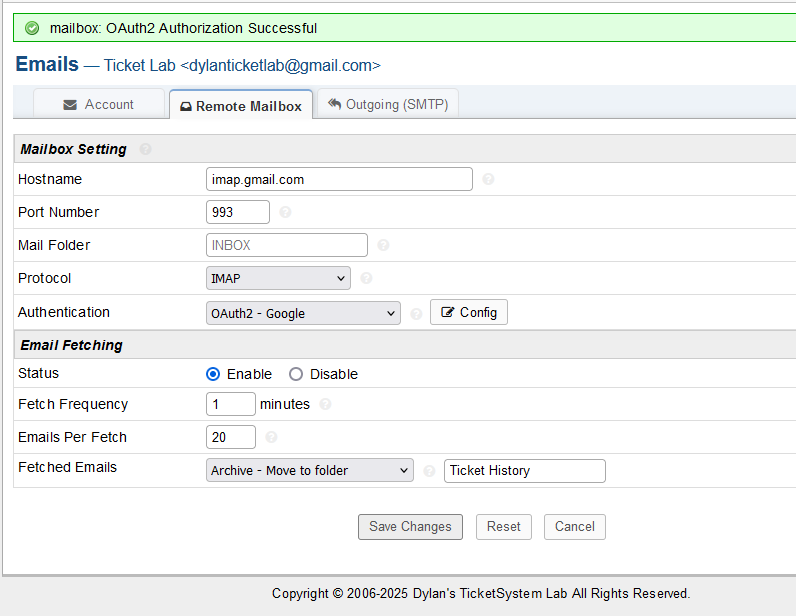 mailbox: OAuth2 Authorization Successful
Emails — Ticket Lab <dylanticketlab@gmail.com>
Account Remote Mailbox Outgoing (SMTP)
Mailbox Setting
Hostname imap.gmail.com
Port Number 993
Mail Folder INBOX
Protocol IMAP
Authentication OAuth2 - Google Config
Email Fetching
Status Enable Disable
Fetch Frequency 1 minutes
Emails Per Fetch 20
Fetched Emails Archive - Move to folder Ticket History
Save Changes Reset Cancel
Copyright © 2006-2025 Dylan's TicketSystem Lab All Rights Reserved.